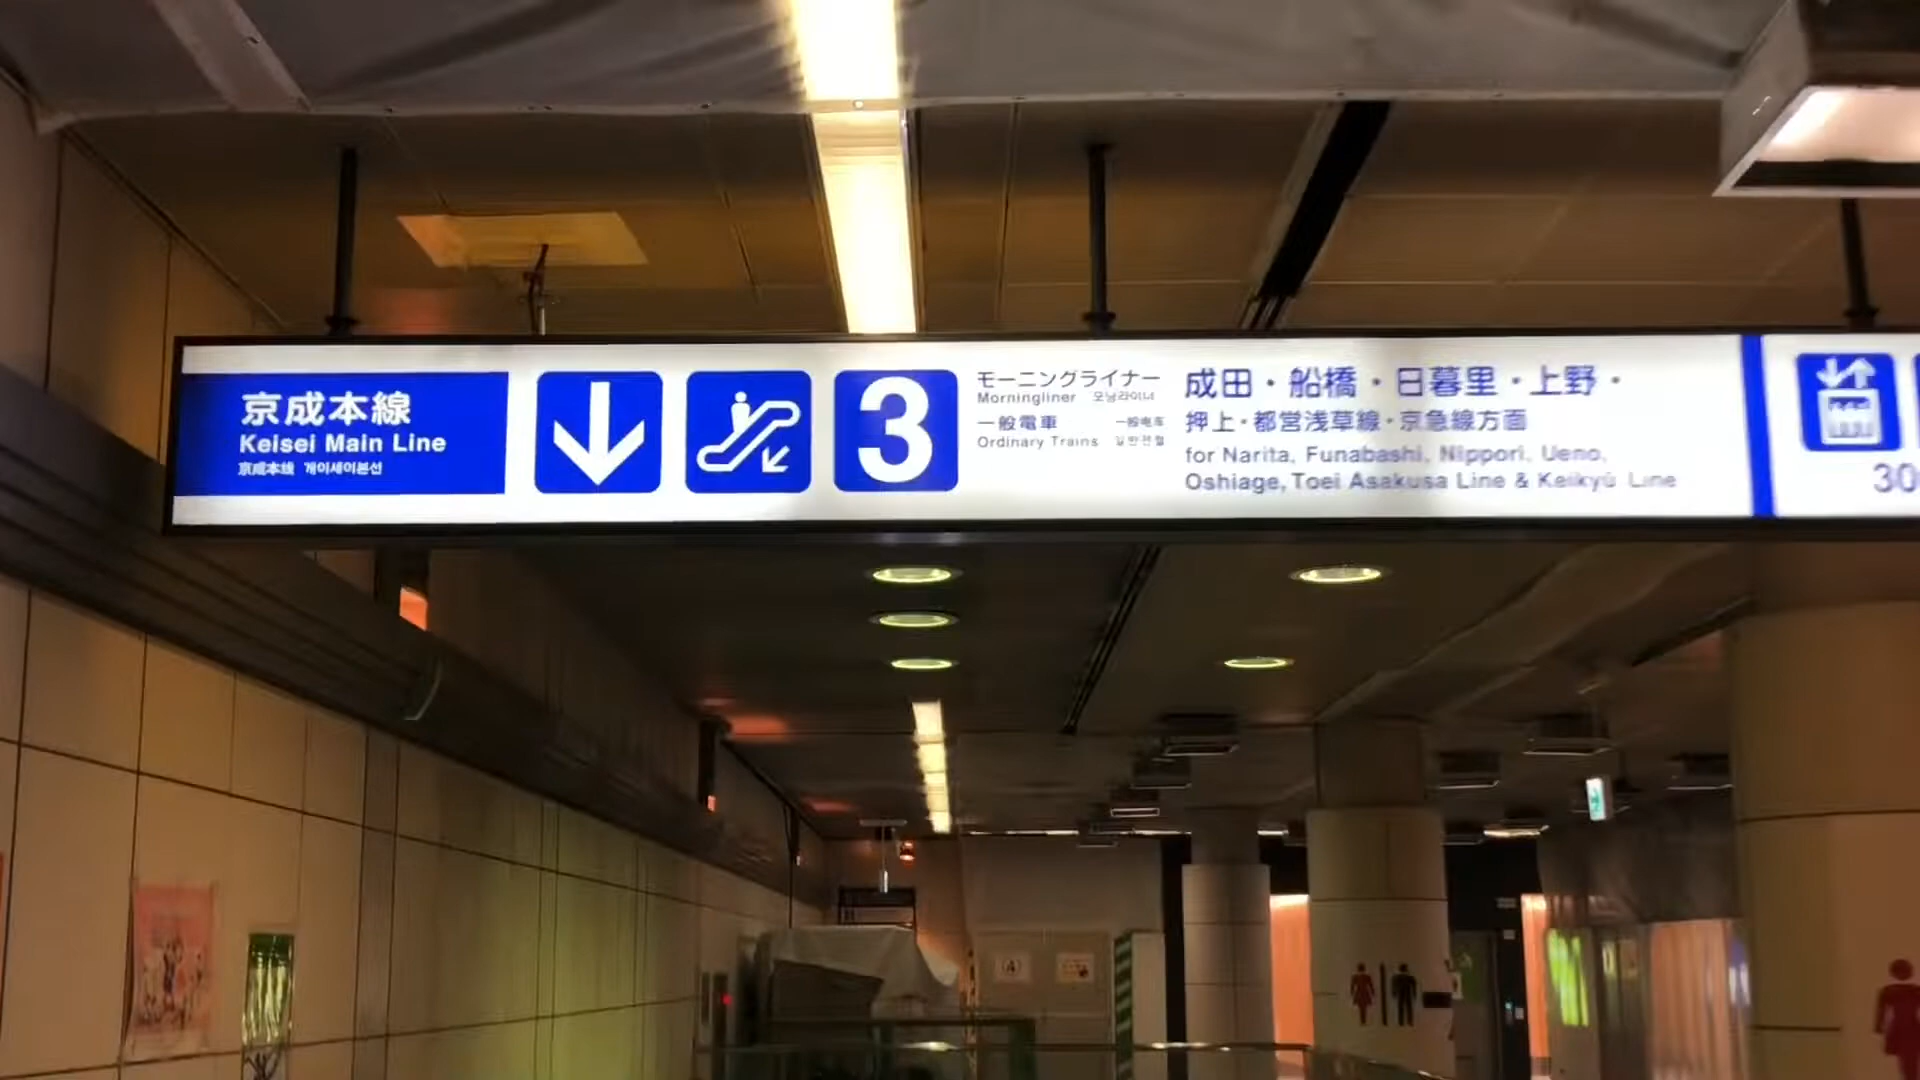 京成本線
Keisei Main Line
京成本线 게이세이본선
3
モーニングライナー
Morningliner 모닝라이너
一般電車 一般电车
Ordinary Trains 일반전철
成田・船橋・日暮里・上野・
押上・都営浅草線・京急線方面
for Narita, Funabashi, Nippori, Ueno,
Oshiage, Toei Asakusa Line & Keikyū Line
30
(A)